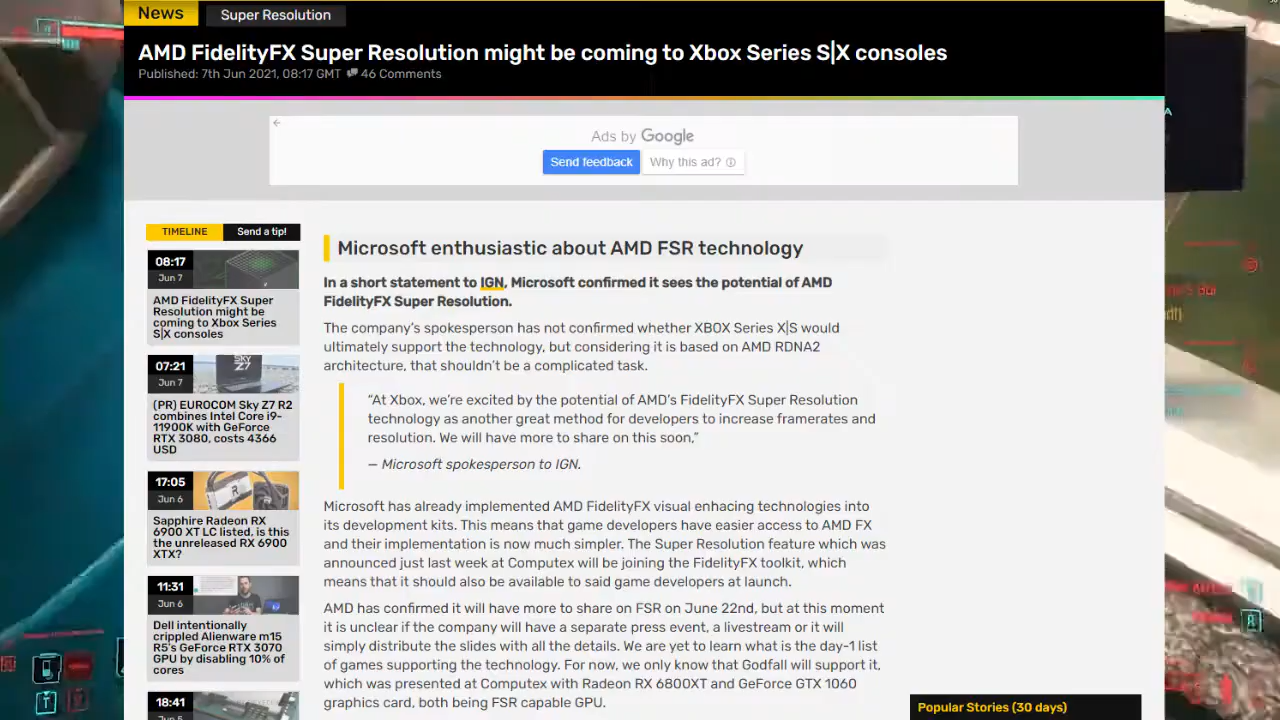 News
Super Resolution
AMD FidelityFX Super Resolution might be coming to Xbox Series S|X consoles
Published: 7th Jun 2021, 08:17 GMT 46 Comments
Ads by Google
Send feedback
Why this ad?
TIMELINE
Send a tip!
08:17
Jun 7
AMD FidelityFX Super
Resolution might be
coming to Xbox Series
S|X consoles
07:21
Jun 7
SKY
Z7
(PR) EUROCOM Sky Z7 R2
combines Intel Core i9-
11900K with GeForce
RTX 3080, costs 4366
USD
17:05
Jun 6
Sapphire Radeon RX
6900 XT LC listed, is this
the unreleased RX 6900
XTX?
11:31
Jun 6
Dell intentionally
crippled Alienware m15
R5's GeForce RTX 3070
GPU by disabling 10% of
cores
18:41
Jun 5
Microsoft enthusiastic about AMD FSR technology
In a short statement to IGN, Microsoft confirmed it sees the potential of AMD
FidelityFX Super Resolution.
The company's spokesperson has not confirmed whether XBOX Series X|S would
ultimately support the technology, but considering it is based on AMD RDNA2
architecture, that shouldn't be a complicated task.
“At Xbox, we're excited by the potential of AMD's FidelityFX Super Resolution
technology as another great method for developers to increase framerates and
resolution. We will have more to share on this soon,”
— Microsoft spokesperson to IGN.
Microsoft has already implemented AMD FidelityFX visual enhacing technologies into
its development kits. This means that game developers have easier access to AMD FX
and their implementation is now much simpler. The Super Resolution feature which was
announced just last week at Computex will be joining the FidelityFX toolkit, which
means that it should also be available to said game developers at launch.
AMD has confirmed it will have more to share on FSR on June 22nd, but at this moment
it is unclear if the company will have a separate press event, a livestream or it will
simply distribute the slides with all the details. We are yet to learn what is the day-1 list
of games supporting the technology. For now, we only know that Godfall will support it,
which was presented at Computex with Radeon RX 6800XT and GeForce GTX 1060
graphics card, both being FSR capable GPU.
Popular Stories (30 days)